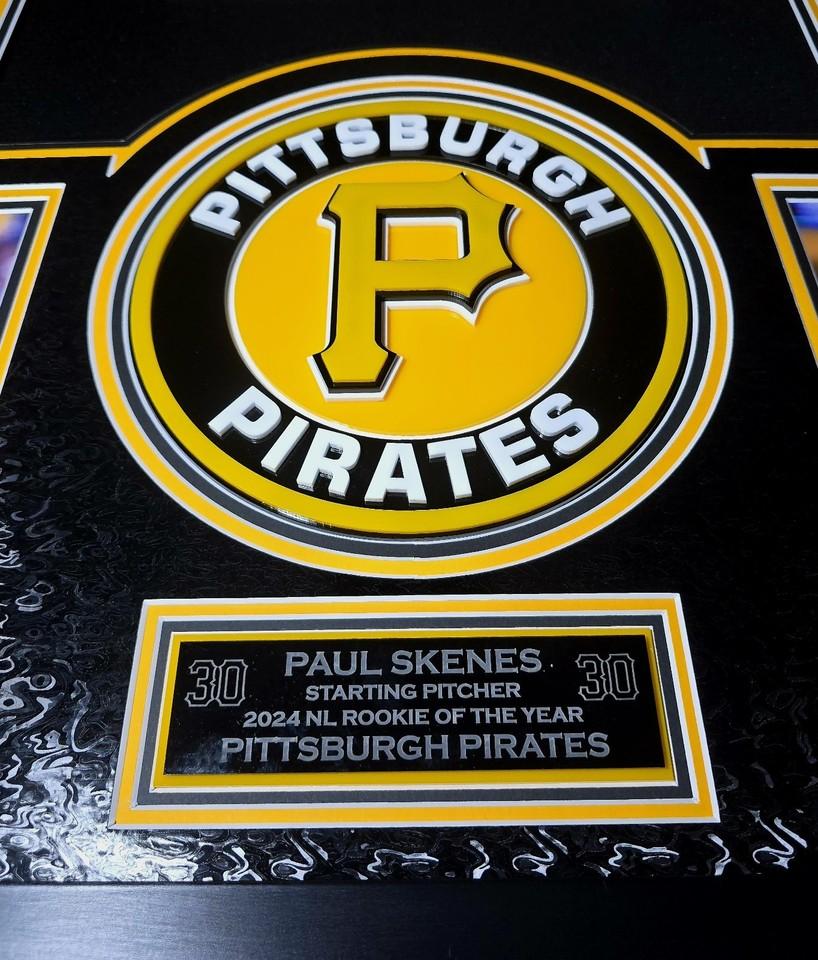 PITTSBURGH
P
PIRATES
30 PAUL SKENES 30
STARTING PITCHER
2024 NL ROOKIE OF THE YEAR
PITTSBURGH PIRATES